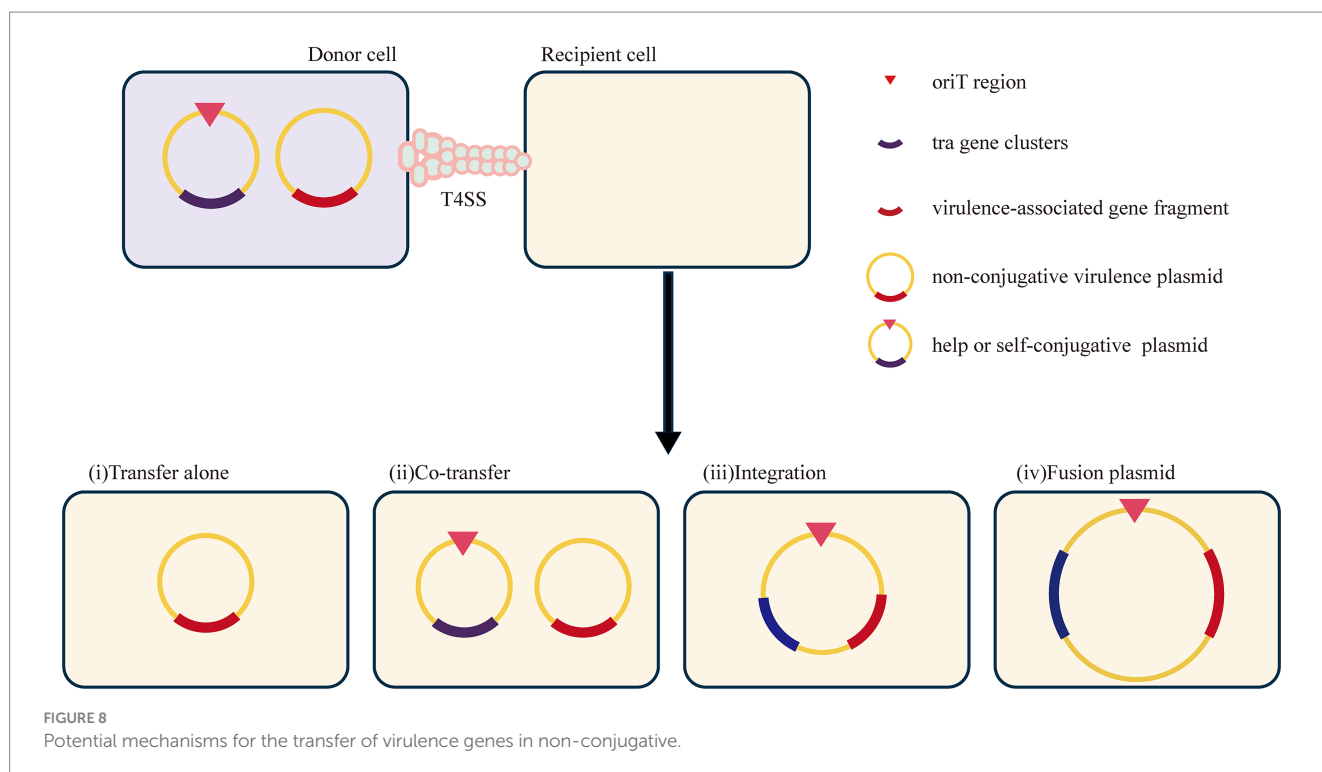 Donor cell
Recipient cell
T4SS
oriT region
tra gene clusters
virulence-associated gene fragment
non-conjugative virulence plasmid
help or self-conjugative plasmid
(i)Transfer alone
(ii)Co-transfer
(iii)Integration
(iv)Fusion plasmid
FIGURE 8
Potential mechanisms for the transfer of virulence genes in non-conjugative.